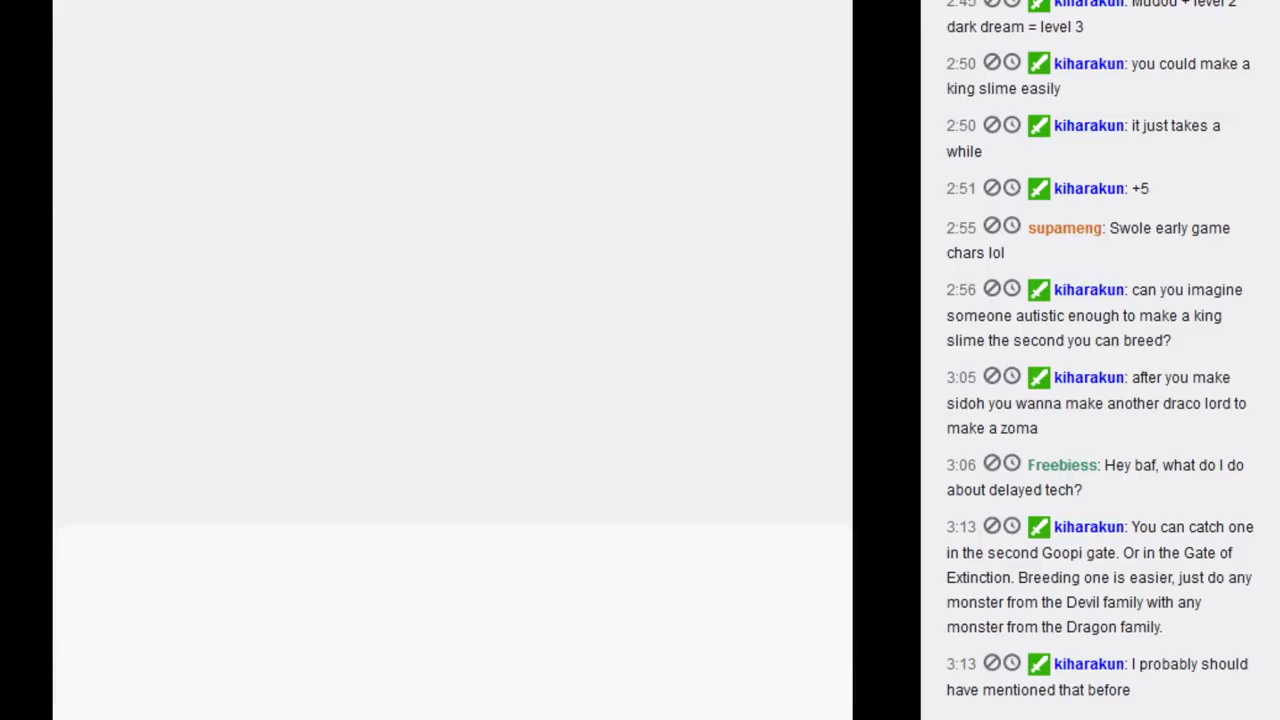 2:45 kiharakun: Mudou + level 2
dark dream = level 3
2:50 kiharakun: you could make a
king slime easily
2:50 kiharakun: it just takes a
while
2:51 kiharakun: +5
2:55 supameng: Swole early game
chars lol
2:56 kiharakun: can you imagine
someone autistic enough to make a king
slime the second you can breed?
3:05 kiharakun: after you make
sidoh you wanna make another draco lord to
make a zoma
3:06 Freebiess: Hey baf, what do I do
about delayed tech?
3:13 kiharakun: You can catch one
in the second Goopi gate. Or in the Gate of
Extinction. Breeding one is easier, just do any
monster from the Devil family with any
monster from the Dragon family.
3:13 kiharakun: I probably should
have mentioned that before